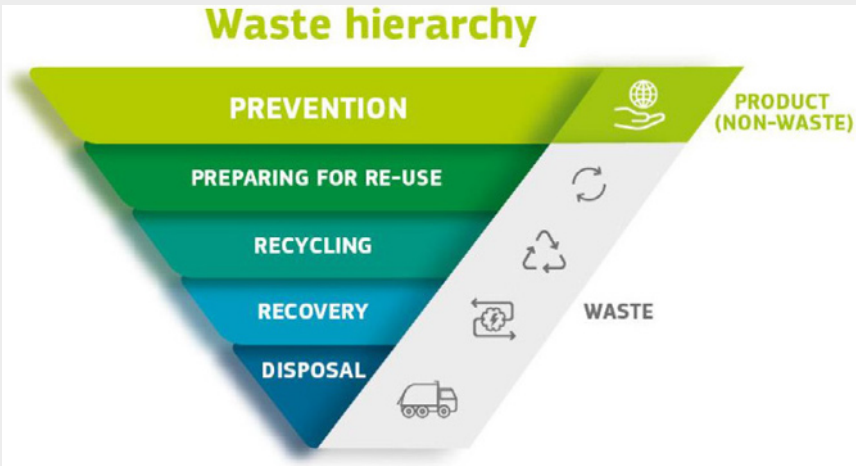 Waste hierarchy
PREVENTION
PRODUCT
(NON-WASTE)
PREPARING FOR RE-USE
RECYCLING
RECOVERY
WASTE
DISPOSAL